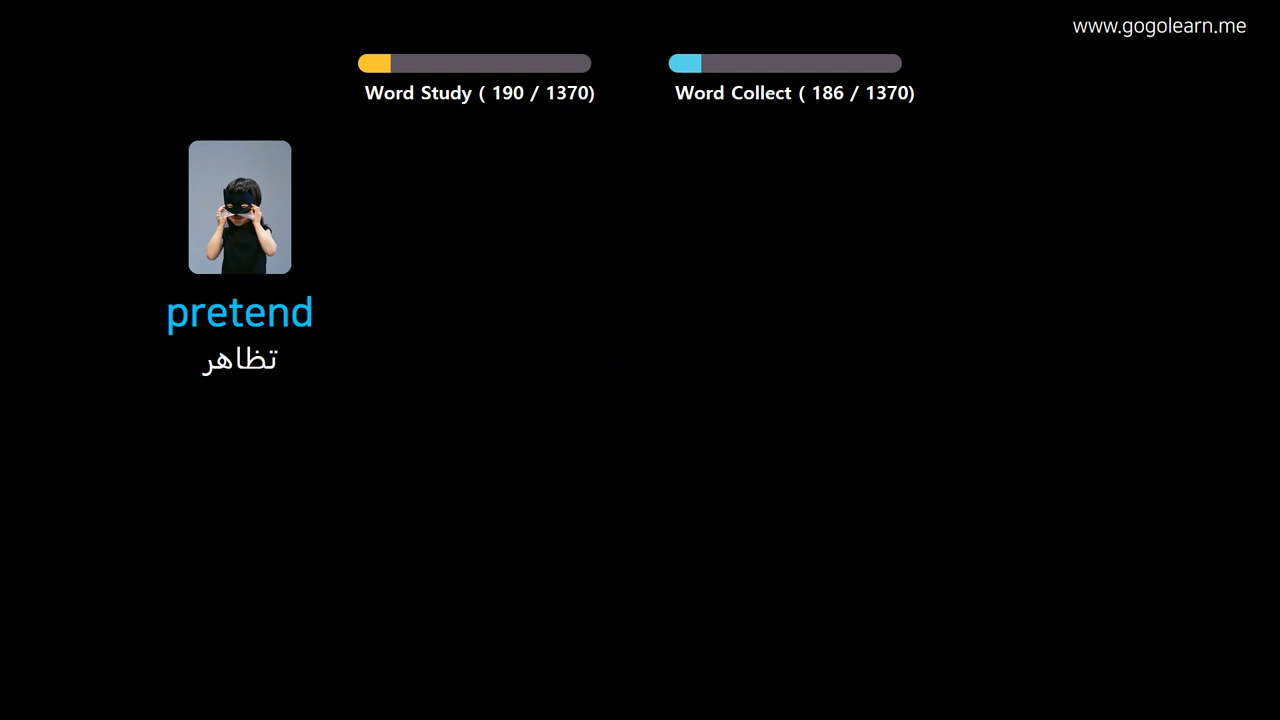 www.gogolearn.me
Word Study ( 190 / 1370)
Word Collect ( 186 / 1370)
pretend
تظاهر